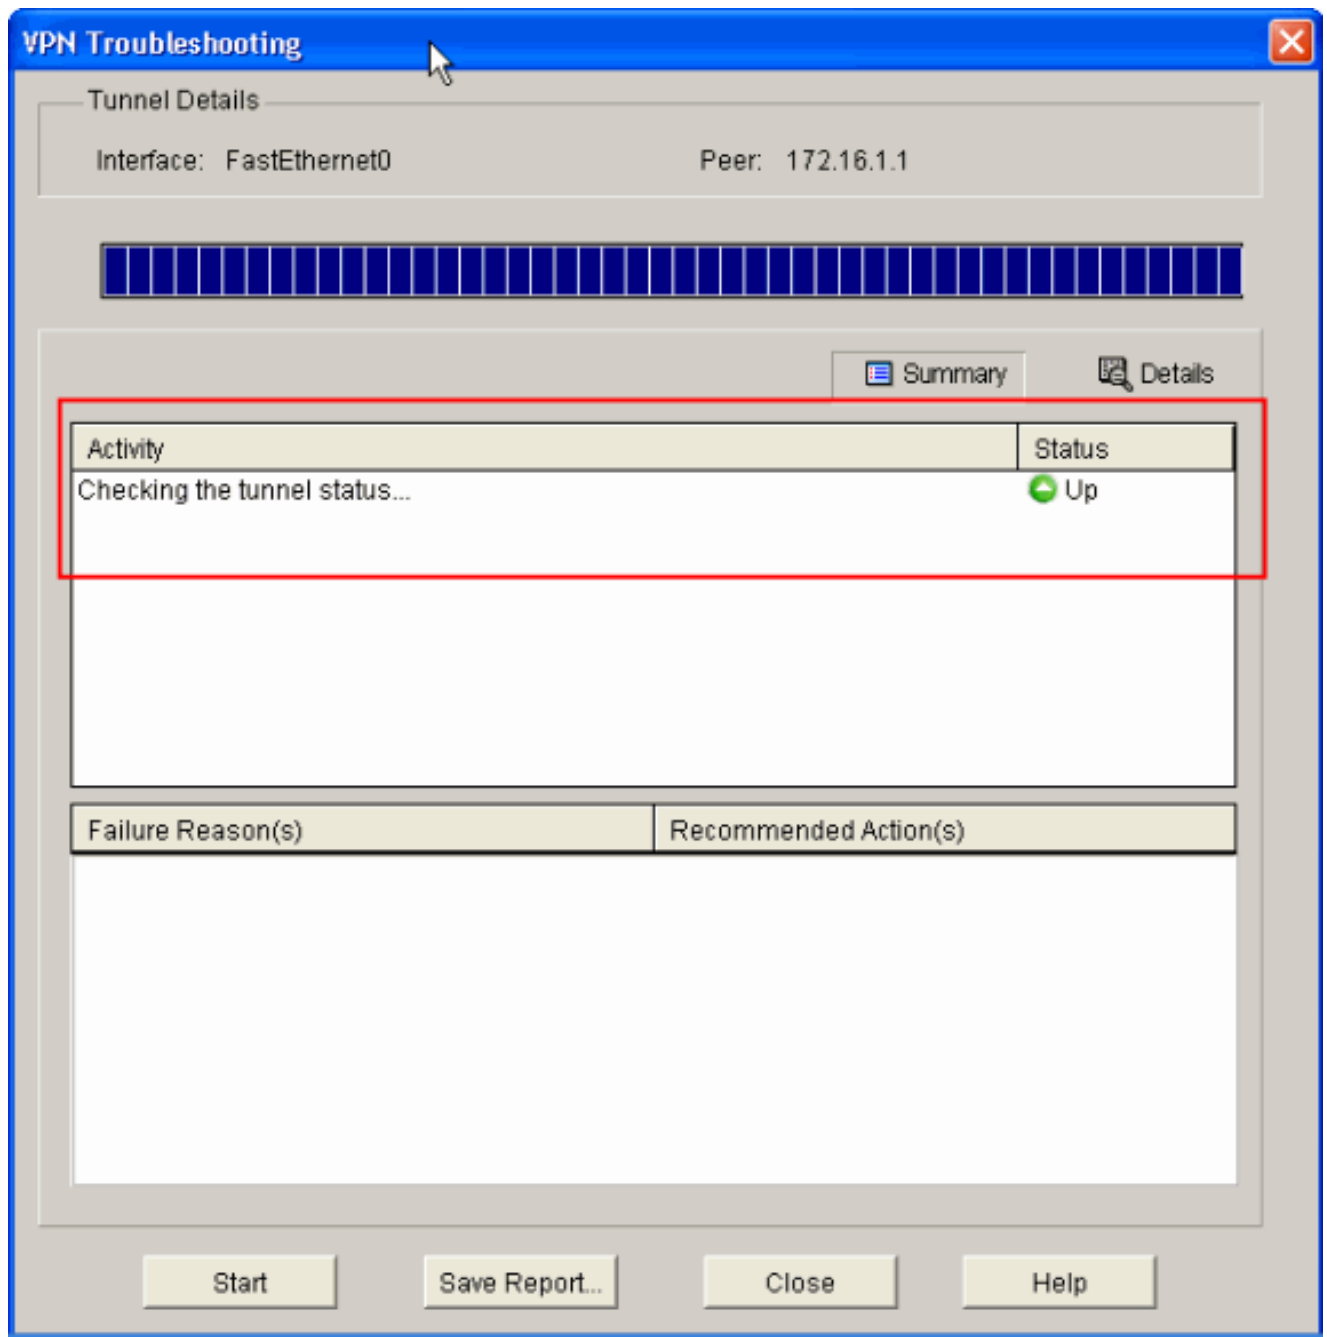 VPN Troubleshooting
Tunnel Details
Interface: FastEthernet0 Peer: 172.16.1.1
Summary Details
Activity Status
Checking the tunnel status... Up
Failure Reason(s) Recommended Action(s)
Start Save Report... Close Help